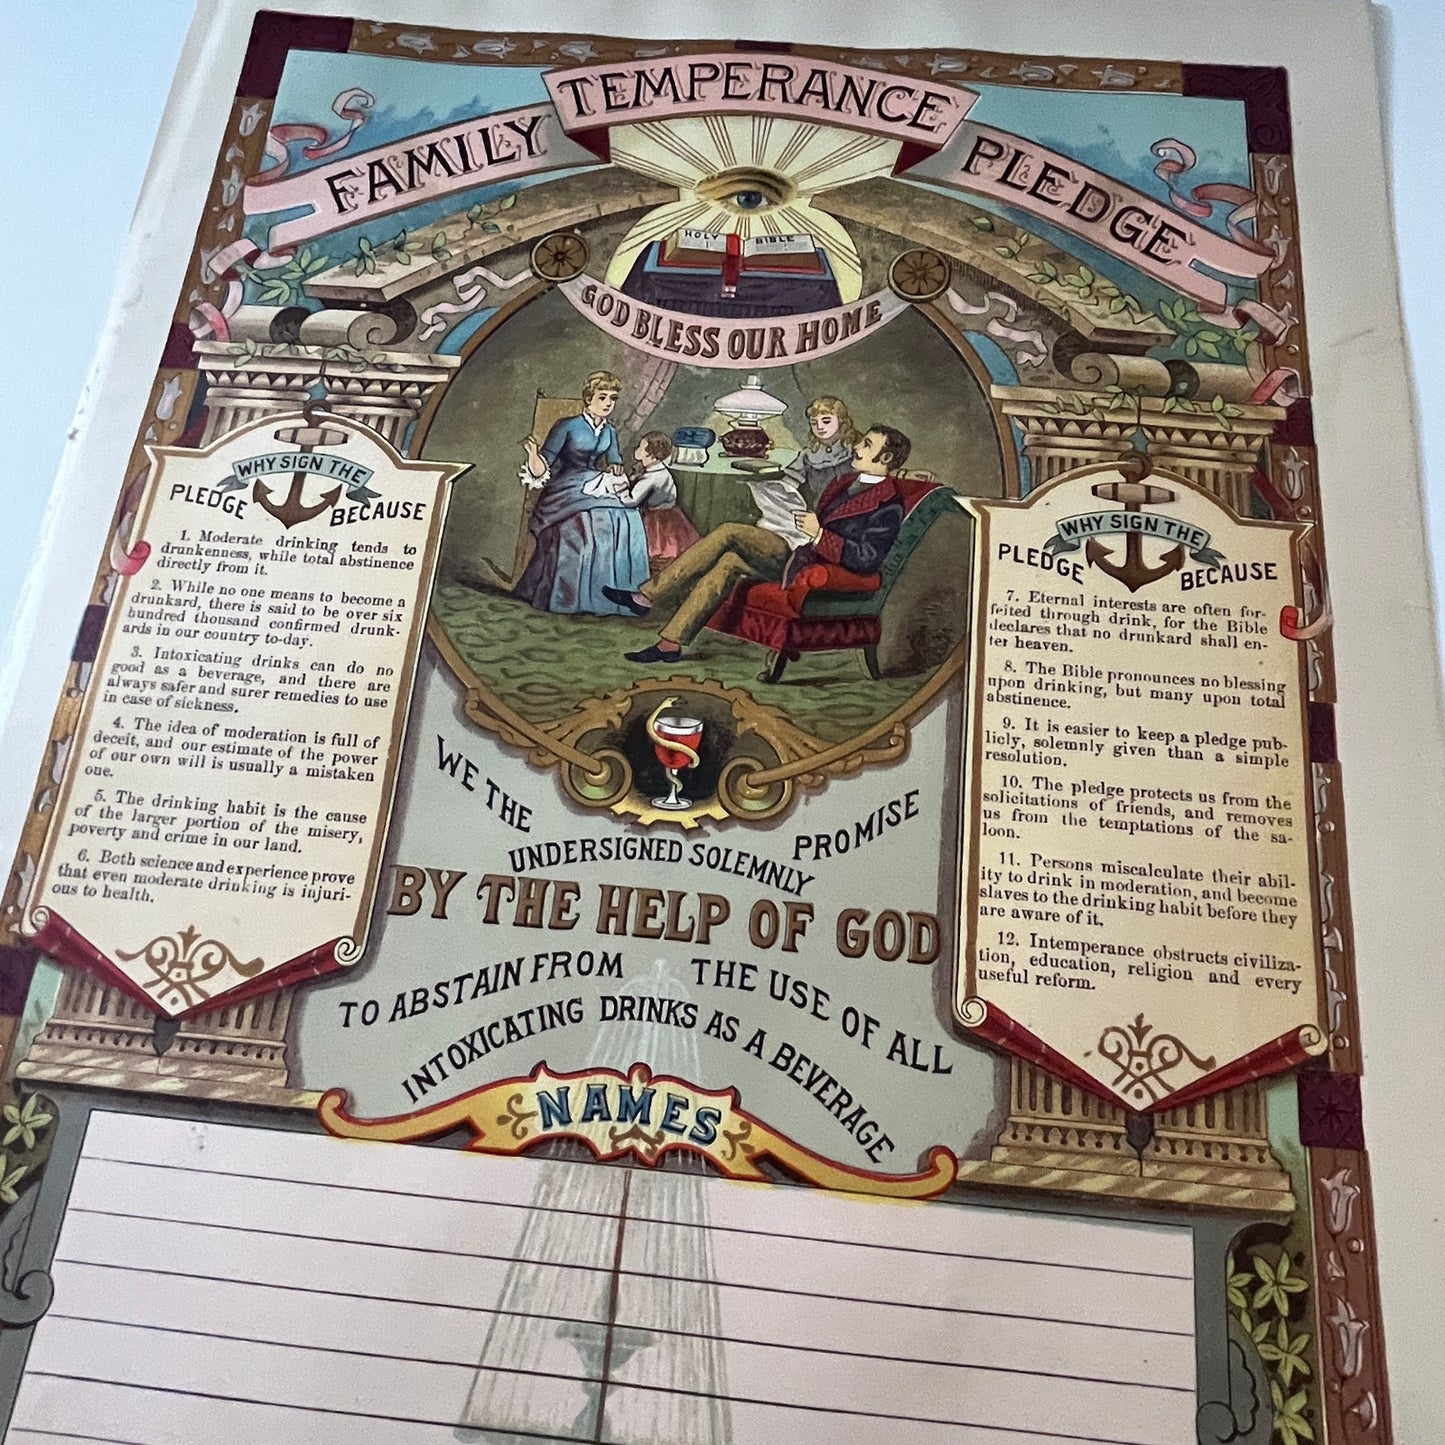 FAMILY TEMPERANCE PLEDGE
HOLY BIBLE
GOD BLESS OUR HOME
WHY SIGN THE
PLEDGE BECAUSE
1. Moderate drinking tends to
drunkenness, while total abstinence
directly from it.
2. While no one means to become a
drunkard, there is said to be over six
hundred thousand confirmed drunk-
ards in our country to-day.
3. Intoxicating drinks can do no
good as a beverage, and there are
always safer and surer remedies to use
in case of sickness.
4. The idea of moderation is full of
deceit, and our estimate of the power
of our own will is usually a mistaken
one.
5. The drinking habit is the cause
of the larger portion of the misery,
poverty and crime in our land.
6. Both science and experience prove
that even moderate drinking is injuri-
ous to health.
WHY SIGN THE
PLEDGE BECAUSE
7. Eternal interests are often for-
feited through drink, for the Bible
declares that no drunkard shall en-
ter heaven.
8. The Bible pronounces no blessing
upon drinking, but many upon total
abstinence.
9. It is easier to keep a pledge pub-
licly, solemnly given than a simple
resolution.
10. The pledge protects us from the
solicitations of friends, and removes
us from the temptations of the sa-
loon.
11. Persons miscalculate their abil-
ity to drink in moderation, and become
slaves to the drinking habit before they
are aware of it.
12. Intemperance obstructs civiliza-
tion, education, religion and every
useful reform.
WE THE
UNDERSIGNED SOLEMNLY
PROMISE
BY THE HELP OF GOD
TO ABSTAIN FROM THE USE OF ALL
INTOXICATING DRINKS AS A BEVERAGE
NAMES